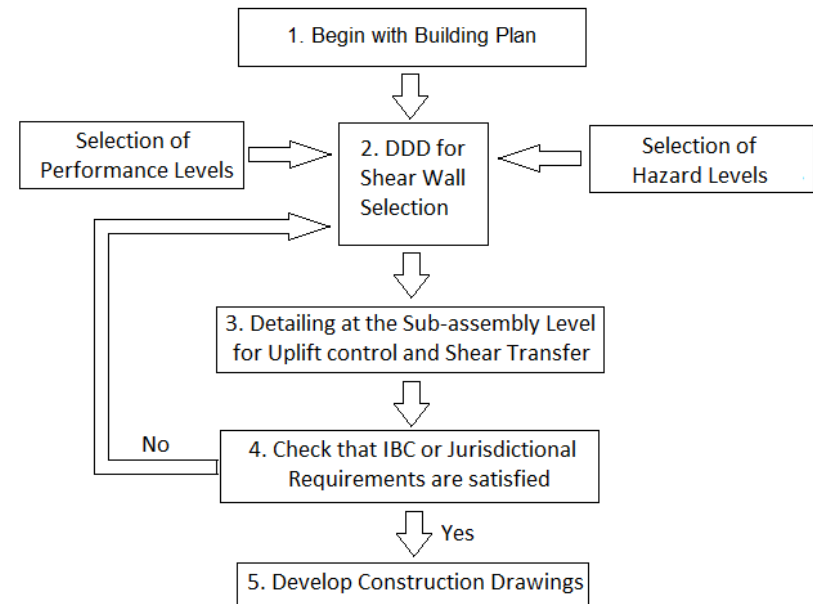 1. Begin with Building Plan
Selection of
Performance Levels
2. DDD for
Shear Wall
Selection
Selection of
Hazard Levels
3. Detailing at the Sub-assembly Level
for Uplift control and Shear Transfer
No
4. Check that IBC or Jurisdictional
Requirements are satisfied
Yes
5. Develop Construction Drawings